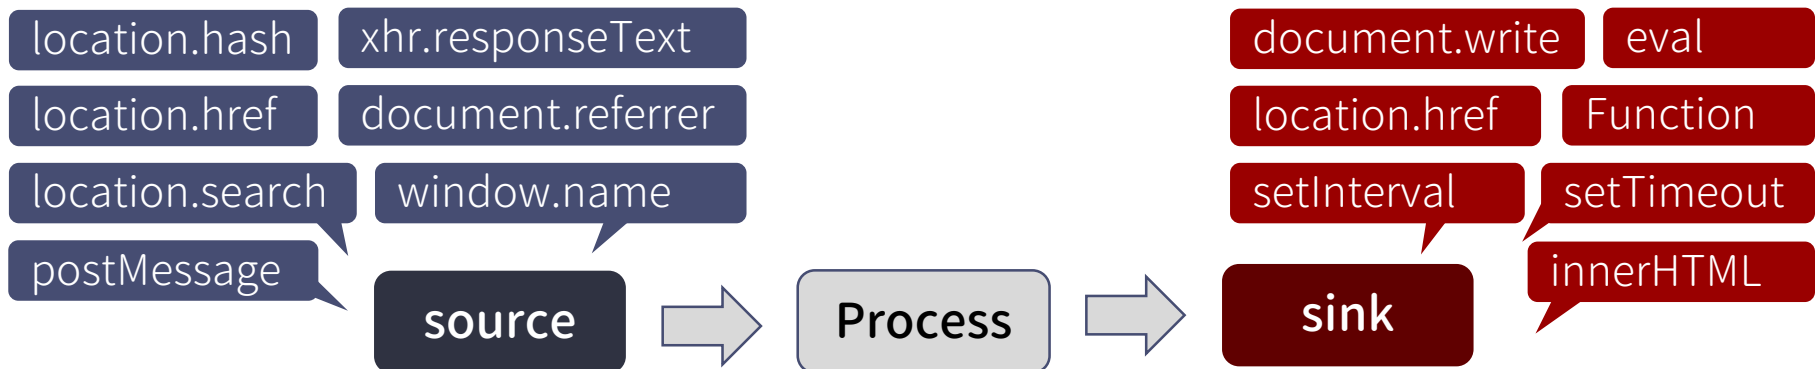 location.hash
xhr.responseText
location.href
document.referrer
location.search
window.name
postMessage
source
Process
document.write
eval
location.href
Function
setInterval
setTimeout
innerHTML
sink